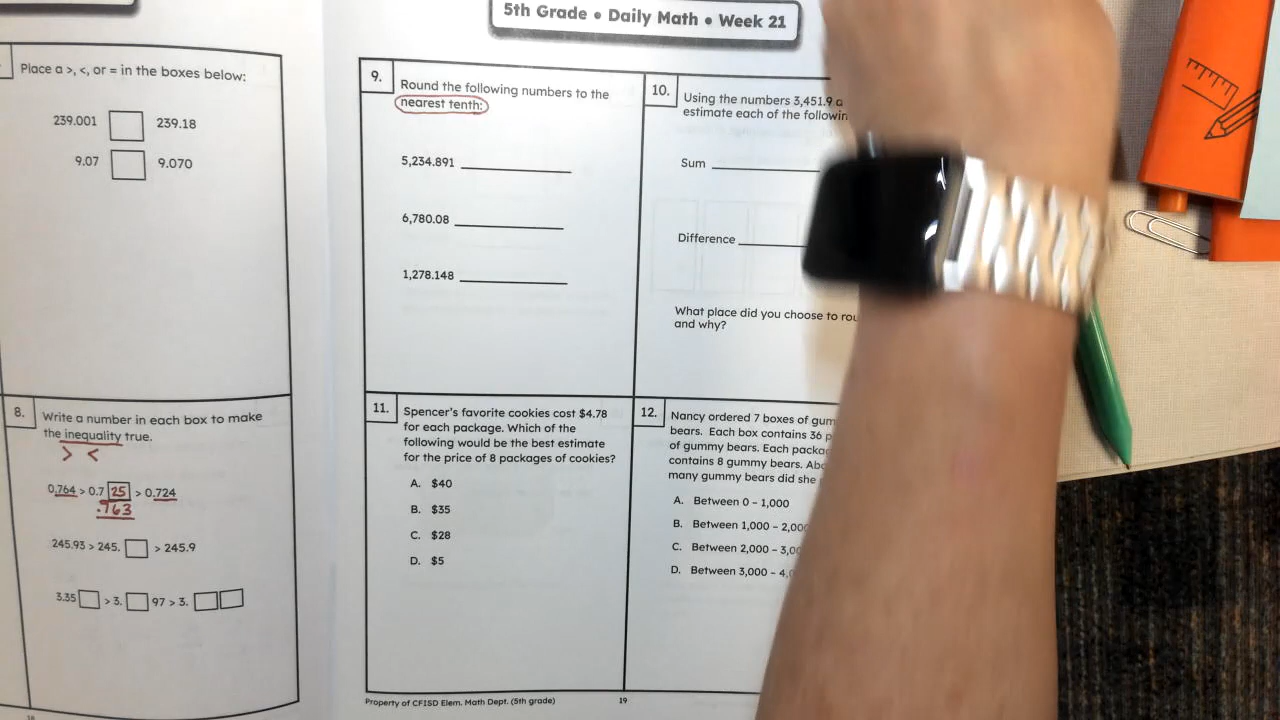 Place a >, <, or = in the boxes below:
239.001 239.18
9.07 9.070
8. Write a number in each box to make
the inequality true.
> <
0.764 > 0.7 25 > 0.724
.763
245.93 > 245. > 245.9
3.35 > 3. 97 > 3.
18
5th Grade • Daily Math • Week 21
9. Round the following numbers to the
nearest tenth:
5,234.891
6,780.08
1,278.148
10. Using the numbers 3,451.9
estimate each of the
Sum
Difference
What place did you choose to
and why?
11. Spencer's favorite cookies cost $4.78
for each package. Which of the
following would be the best estimate
for the price of 8 packages of cookies?
A. $40
B. $35
C. $28
D. $5
12. Nancy ordered 7 boxes of
bears. Each box contains 36
of gummy bears. Each
contains 8 gummy bears.
many gummy bears did she
A. Between 0 – 1,000
B. Between 1,000 –
C. Between 2,000 –
D. Between 3,000 –
Property of CFISD Elem. Math Dept. (5th grade) 19